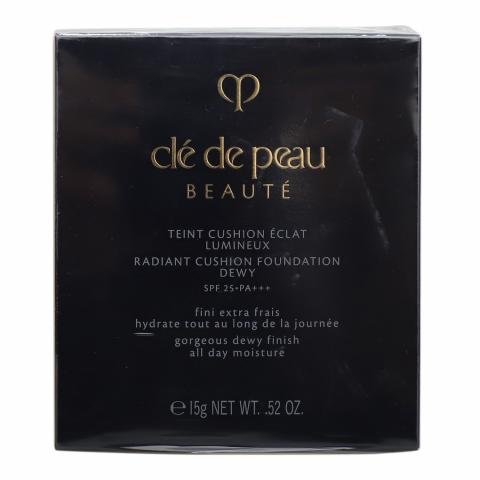 clé de peau
BEAUTÉ
TEINT CUSHION ÉCLAT
LUMINEUX
RADIANT CUSHION FOUNDATION
DEWY
SPF 25•PA+++
fini extra frais
hydrate tout au long de la journée
gorgeous dewy finish
all day moisture
℮ 15g NET WT. .52 OZ.